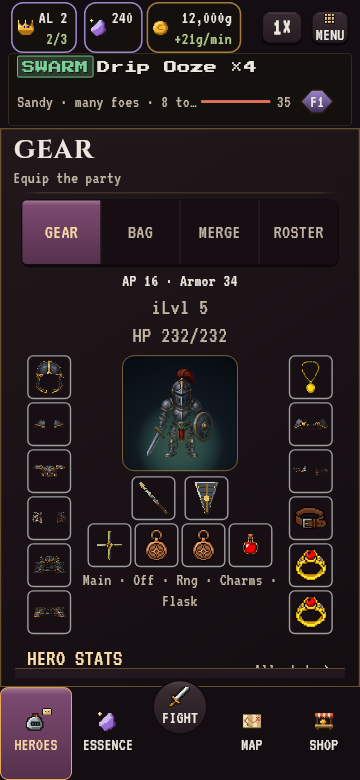 AL 2
2/3
240
12,000g
+21g/min
1X
MENU
SWARM Drip Ooze ×4
Sandy · many foes · 8 to… 35 F1
GEAR
Equip the party
GEAR BAG MERGE ROSTER
AP 16 · Armor 34
iLvl 5
HP 232/232
Main · Off · Rng · Charms ·
Flask
HERO STATS
HEROES ESSENCE FIGHT MAP SHOP